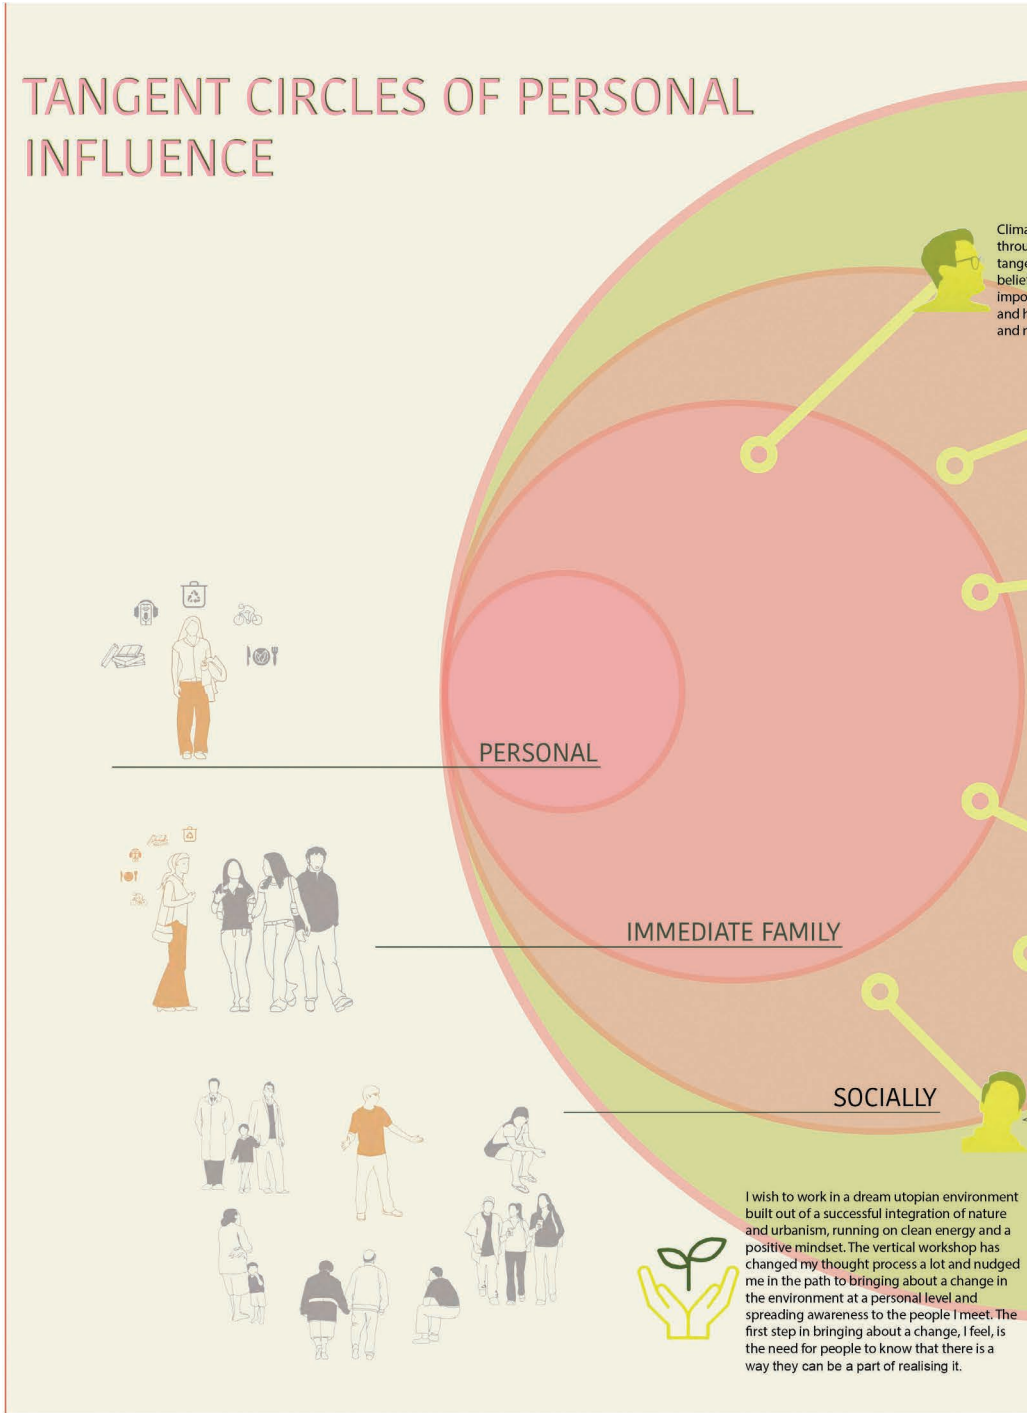 TANGENT CIRCLES OF PERSONAL
INFLUENCE
and
PERSONAL
IMMEDIATE FAMILY
SOCIALLY
I wish to work in a dream utopian environment
built out of a successful integration of nature
and urbanism, running on clean energy and a
positive mindset. The vertical workshop has
changed my thought process a lot and nudged
me in the path to bringing about a change in
the environment at a personal level and
spreading awareness to the people I meet. The
first step in bringing about a change, I feel, is
the need for people to know that there is a
way they can be a part of realising it.